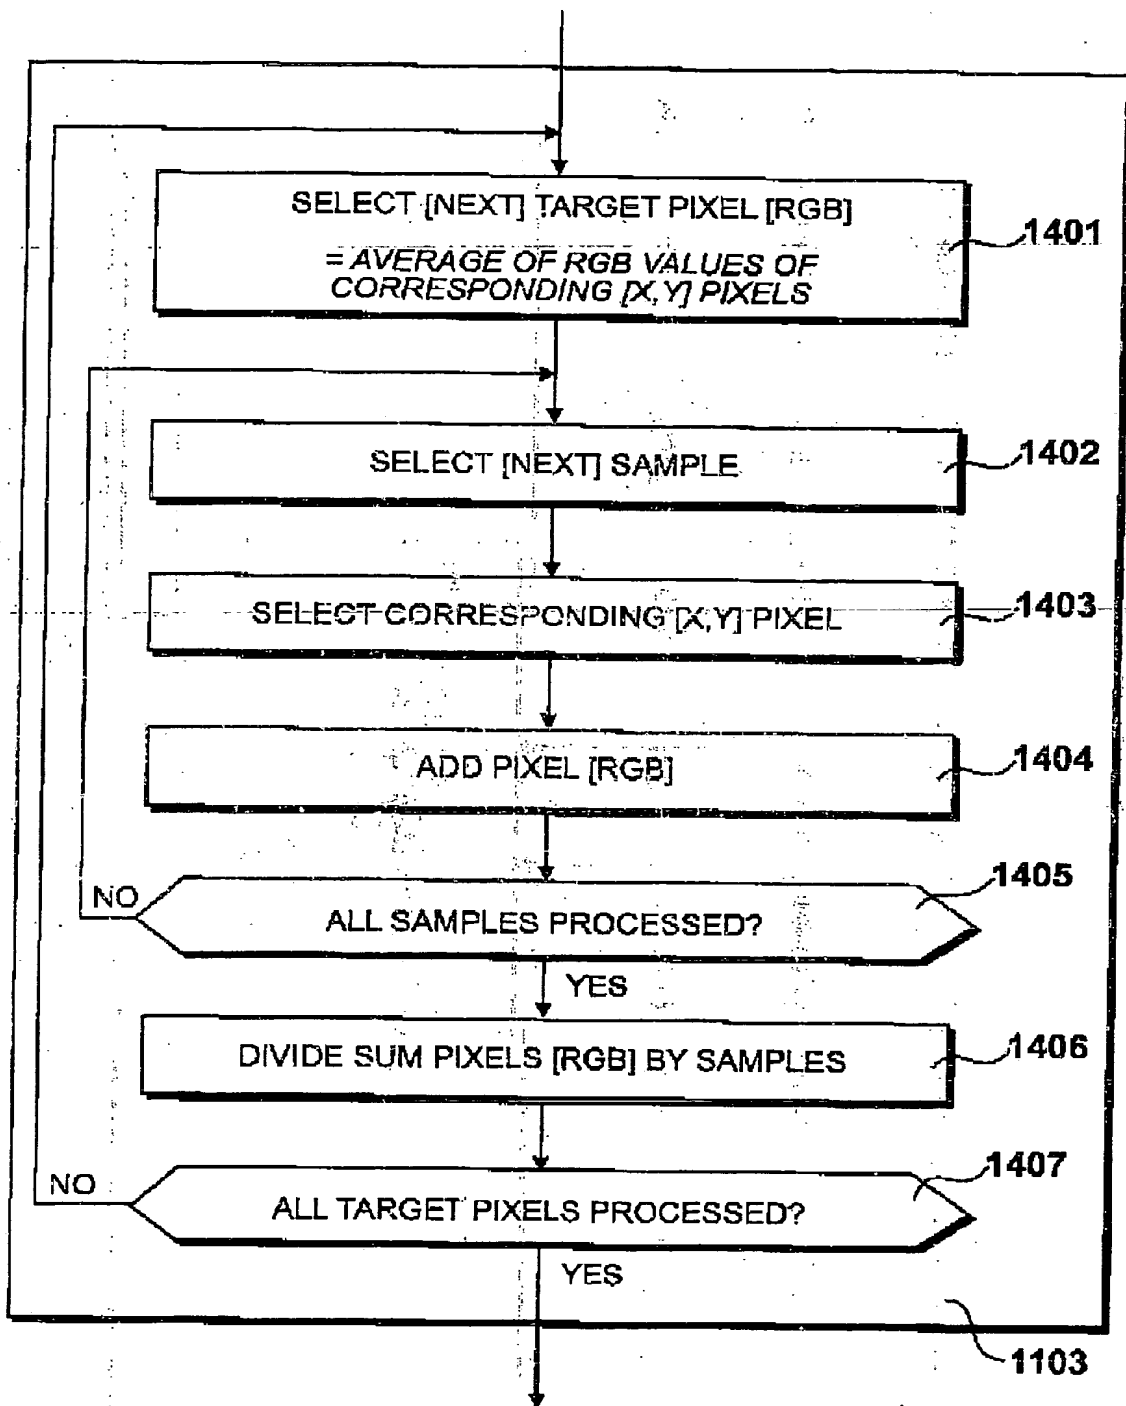 SELECT [NEXT] TARGET PIXEL [RGB]
= AVERAGE OF RGB VALUES OF
CORRESPONDING [X,Y] PIXELS
1401
SELECT [NEXT] SAMPLE
1402
SELECT CORRESPONDING [X,Y] PIXEL
1403
ADD PIXEL [RGB]
1404
1405
NO
ALL SAMPLES PROCESSED?
YES
DIVIDE SUM PIXELS [RGB] BY SAMPLES
1406
1407
NO
ALL TARGET PIXELS PROCESSED?
YES
1103